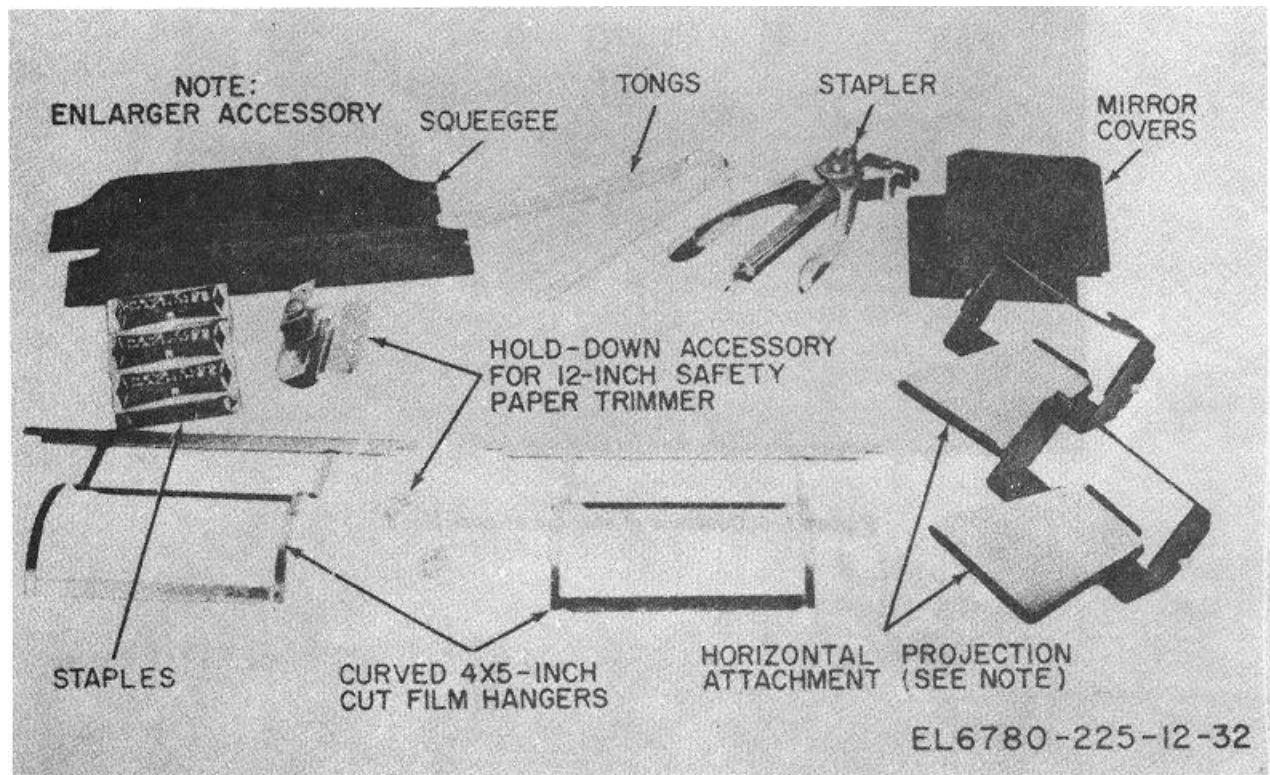 NOTE:
ENLARGER ACCESSORY
SQUEEGEE
TONGS
STAPLER
MIRROR
COVERS
HOLD-DOWN ACCESSORY
FOR 12-INCH SAFETY
PAPER TRIMMER
STAPLES
CURVED 4X5-INCH
CUT FILM HANGERS
HORIZONTAL PROJECTION
ATTACHMENT (SEE NOTE)
EL6780-225-12-32